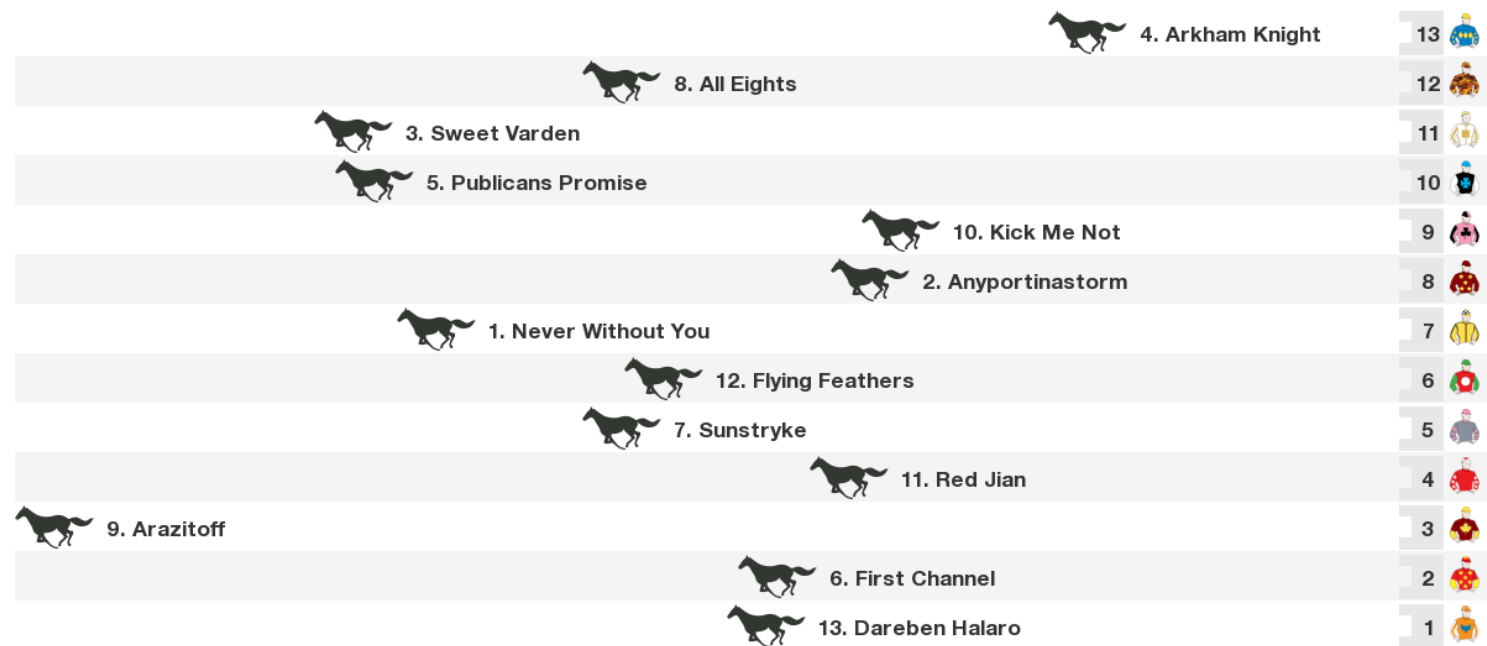 4. Arkham Knight 13
8. All Eights 12
3. Sweet Varden 11
5. Publicans Promise 10
10. Kick Me Not 9
2. Anyportinastorm 8
1. Never Without You 7
12. Flying Feathers 6
7. Sunstryke 5
11. Red Jian 4
9. Arazitoff 3
6. First Channel 2
13. Dareben Halaro 1